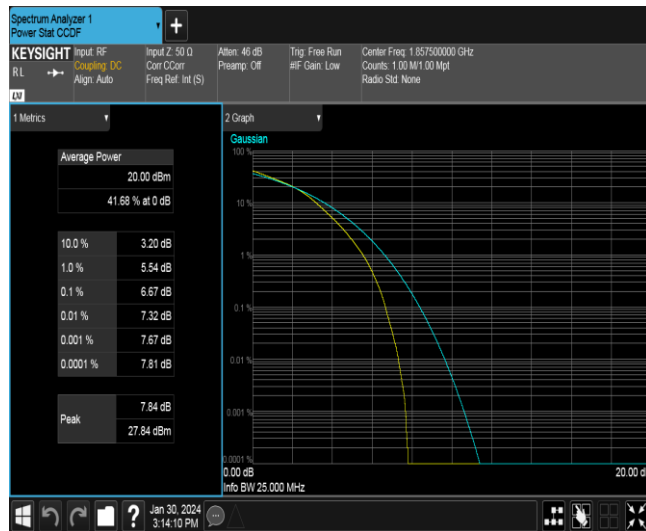 Spectrum Analyzer 1
Power Stat CCDF
+
KEYSIGHT
RL
LXI
Input: RF
Coupling: DC
Align: Auto
Input Z: 50 Ω
Corr CCorr
Freq Ref: Int (S)
Atten: 46 dB
Preamp: Off
Trig: Free Run
#IF Gain: Low
Center Freq: 1.857500000 GHz
Counts: 1.00 M/1.00 Mpt
Radio Std: None
1 Metrics
Average Power
20.00 dBm
41.68 % at 0 dB
10.0 % 3.20 dB
1.0 % 5.54 dB
0.1 % 6.67 dB
0.01 % 7.32 dB
0.001 % 7.67 dB
0.0001 % 7.81 dB
Peak
7.84 dB
27.84 dBm
2 Graph
Gaussian
100 %
10 %
1 %
0.1 %
0.01 %
0.001 %
0.0001 %
0.00 dB
20.00 d
Info BW 25.000 MHz
?
Jan 30, 2024
3:14:10 PM